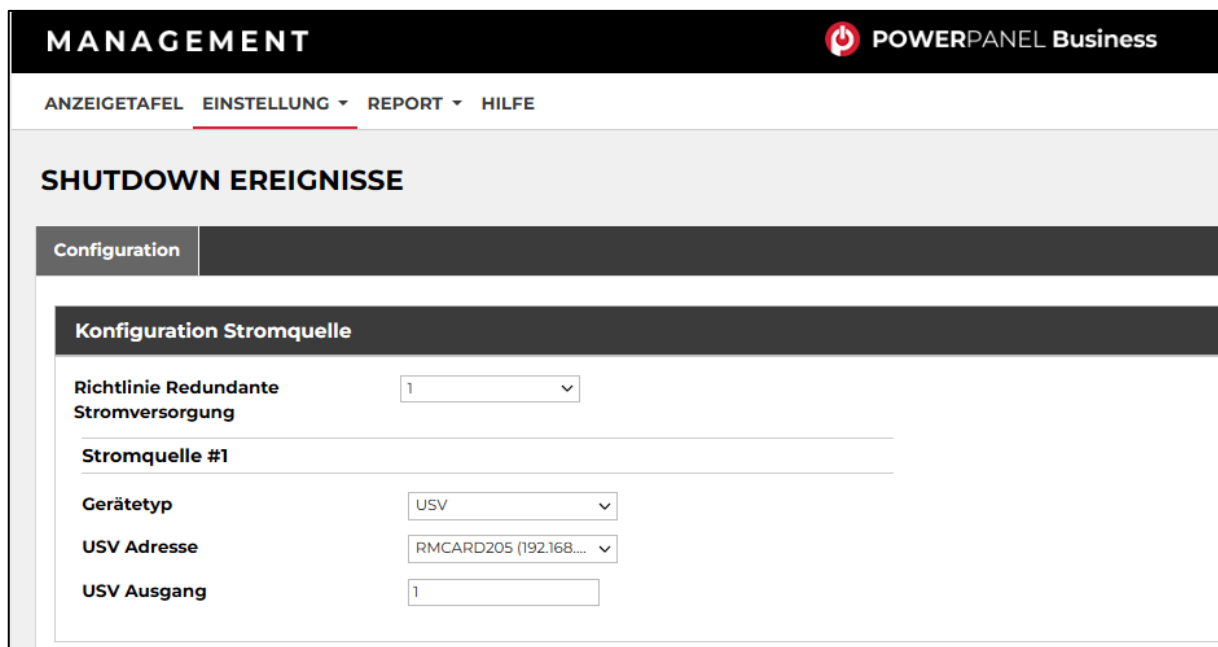 MANAGEMENT
POWERPANEL Business
ANZEIGETAFEL EINSTELLUNG REPORT HILFE
SHUTDOWN EREIGNISSE
Configuration
Konfiguration Stromquelle
Richtlinie Redundante
Stromversorgung
1
Stromquelle #1
Gerätetyp
USV
USV Adresse
RMCARD205 (192.168....
USV Ausgang
1